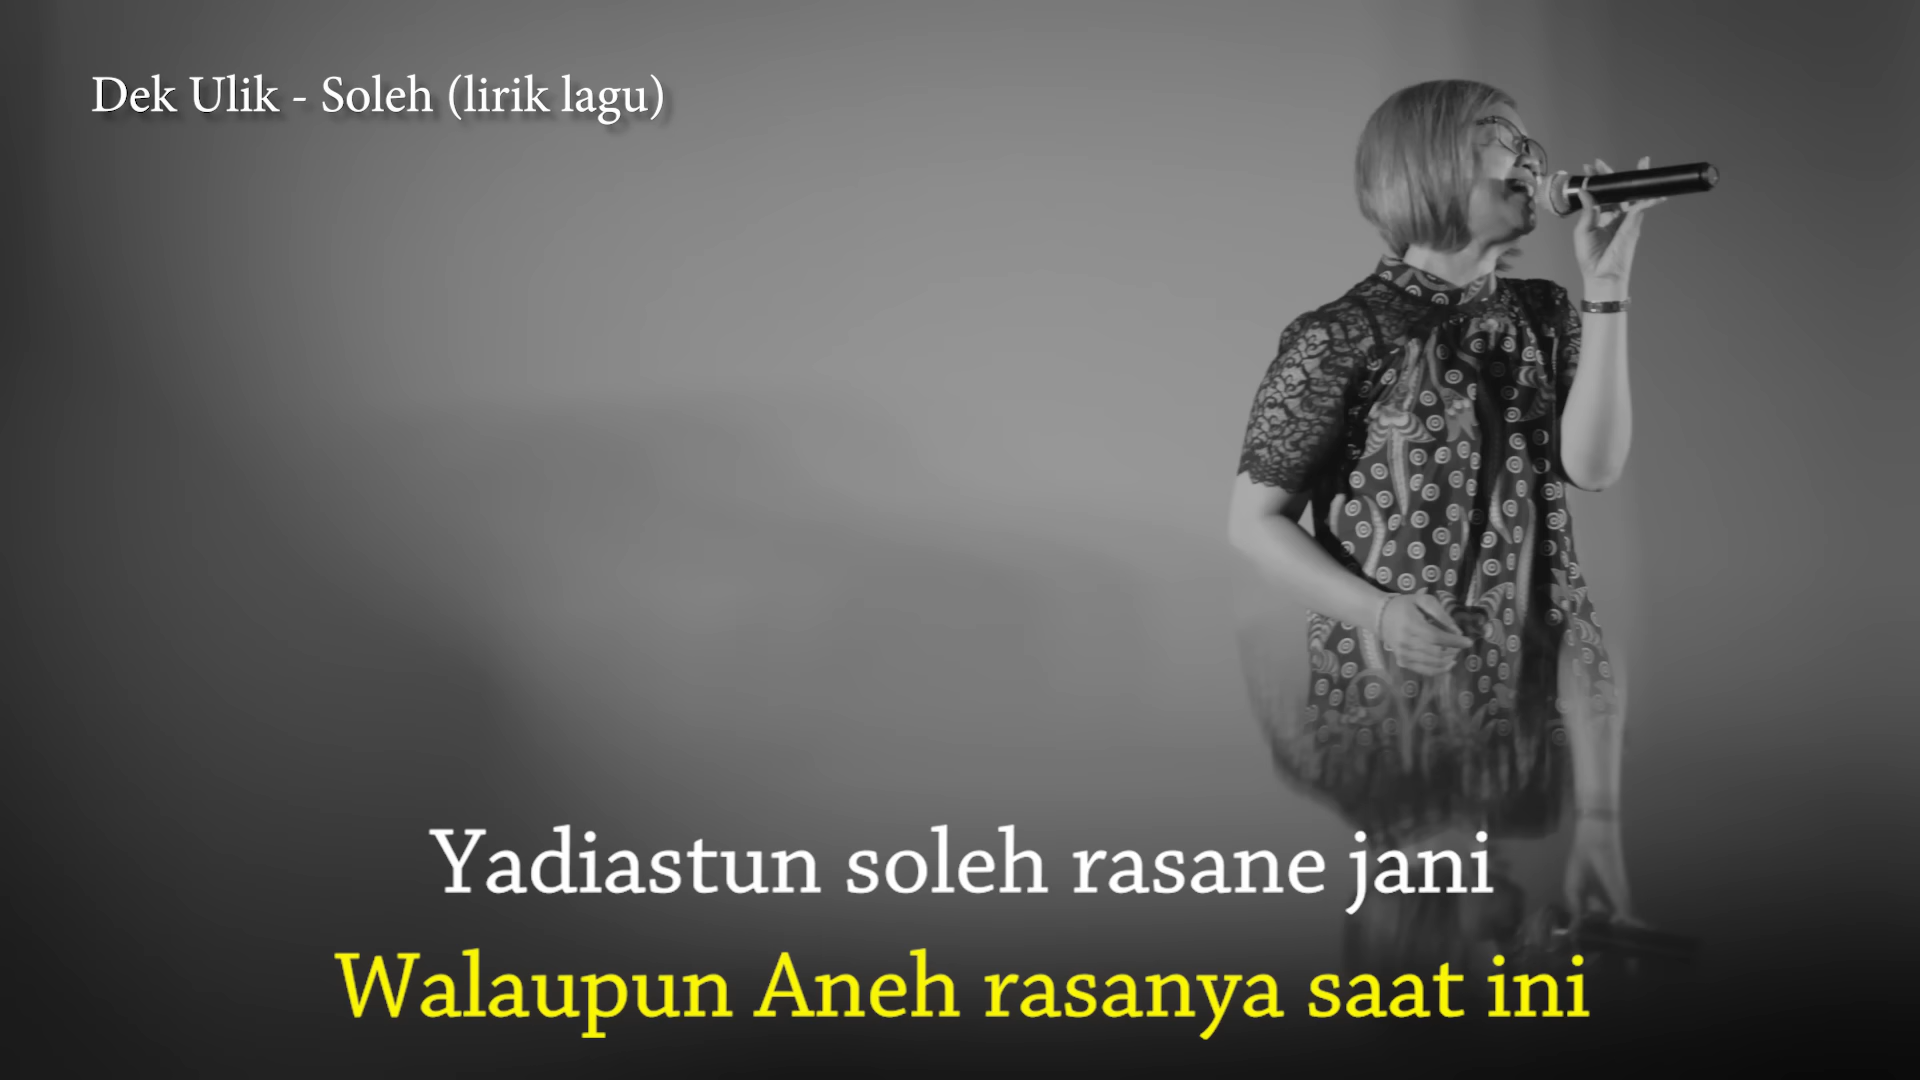 Dek Ulik - Soleh (lirik lagu)
Yadiastun soleh rasane jani
Walaupun Aneh rasanya saat ini